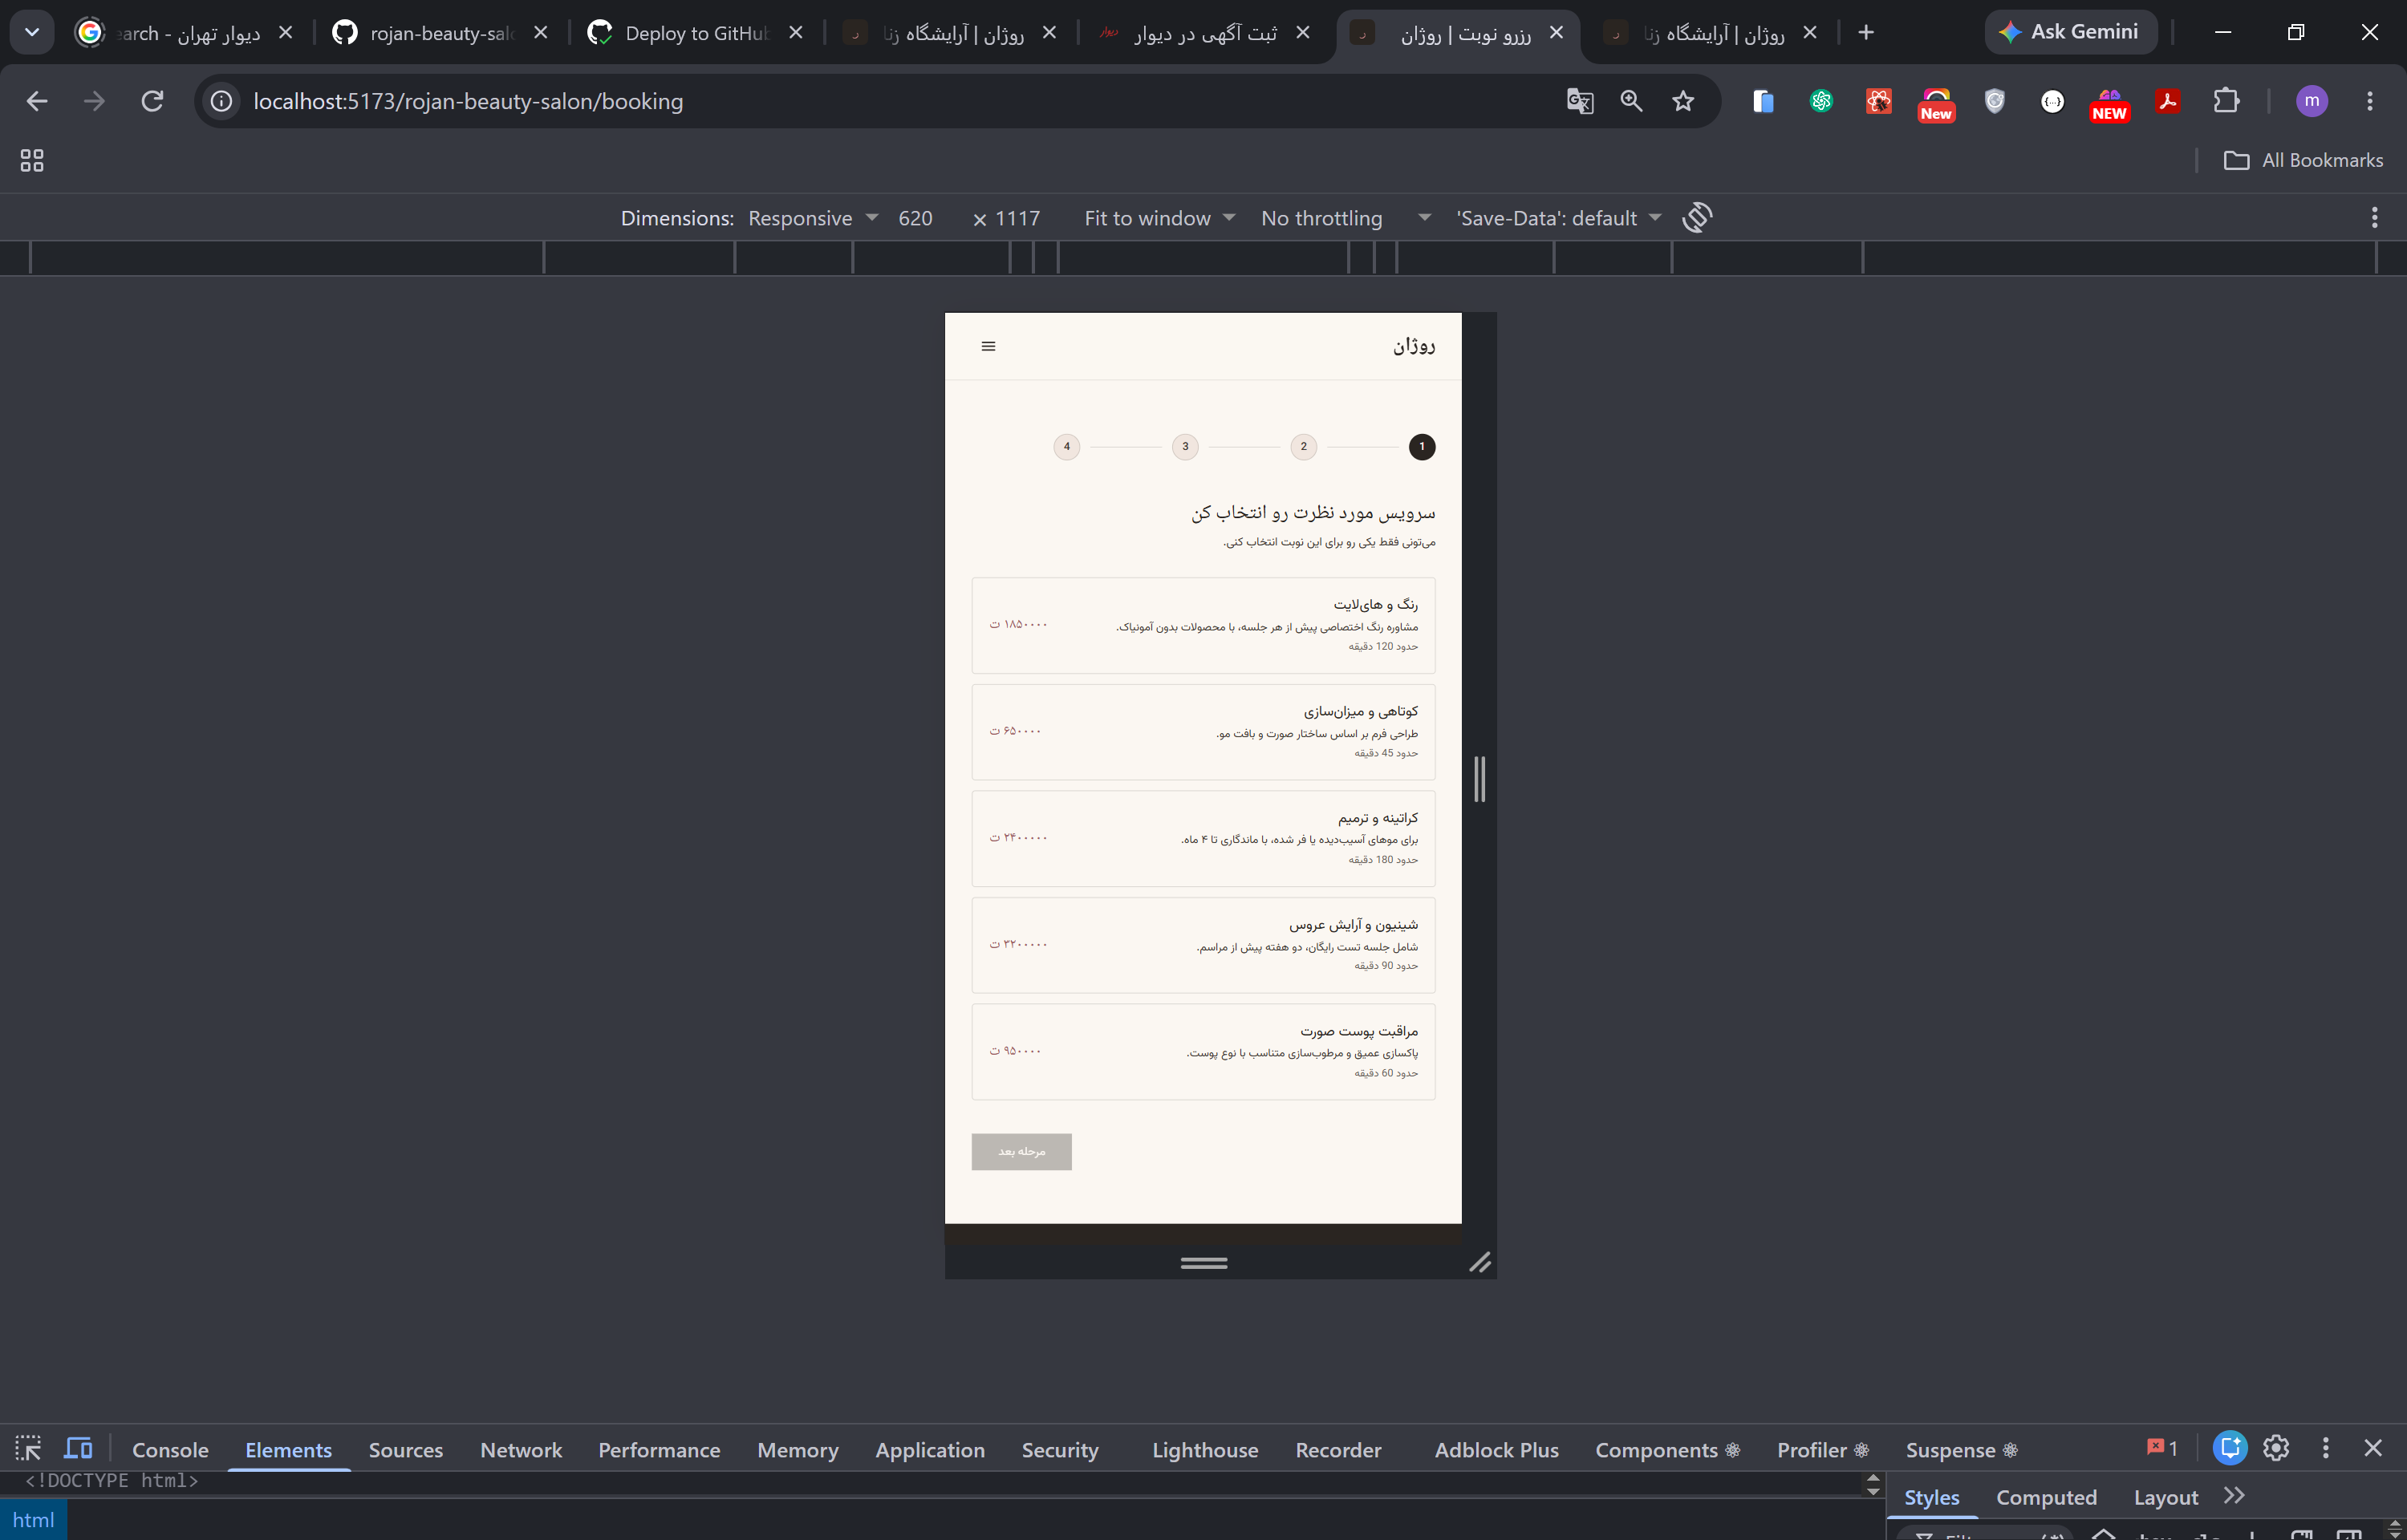 arch - دیوار تهران
rojan-beauty-sal
Deploy to GitHub
روژان | آرایشگاه زنا
ثبت آگهی در دیوار
رزرو نوبت | روژان
روژان | آرایشگاه زنا
Ask Gemini
localhost:5173/rojan-beauty-salon/booking
New
NEW
m
All Bookmarks
Dimensions: Responsive 620 × 1117 Fit to window No throttling 'Save-Data': default
روژان
1 2 3 4
سرویس مورد نظرت رو انتخاب کن
می‌تونی فقط یکی رو برای این نوبت انتخاب کنی.
رنگ و های‌لایت
مشاوره رنگ اختصاصی پیش از هر جلسه، با محصولات بدون آمونیاک.
حدود 120 دقیقه
۱۸۵۰۰۰۰ ت
کوتاهی و میزان‌سازی
طراحی فرم بر اساس ساختار صورت و بافت مو.
حدود 45 دقیقه
۶۵۰۰۰۰ ت
کراتینه و ترمیم
برای موهای آسیب‌دیده یا فر شده، با ماندگاری تا ۴ ماه.
حدود 180 دقیقه
۲۴۰۰۰۰۰ ت
شینیون و آرایش عروس
شامل جلسه تست رایگان، دو هفته پیش از مراسم.
حدود 90 دقیقه
۳۲۰۰۰۰۰ ت
مراقبت پوست صورت
پاکسازی عمیق و مرطوب‌سازی متناسب با نوع پوست.
حدود 60 دقیقه
۹۵۰۰۰۰ ت
مرحله بعد
Console Elements Sources Network Performance Memory Application Security Lighthouse Recorder Adblock Plus Components Profiler Suspense 1
<!DOCTYPE html>
html
Styles Computed Layout